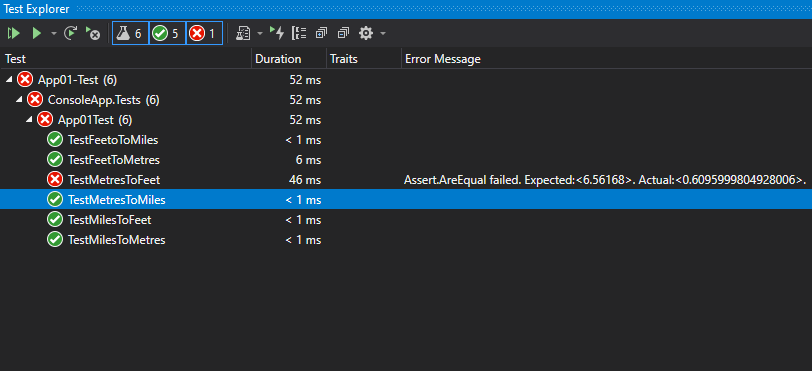 Test Explorer
6 5 1
Test Duration Traits Error Message
App01-Test (6) 52 ms
ConsoleApp.Tests (6) 52 ms
App01Test (6) 52 ms
TestFeetoToMiles < 1 ms
TestFeetToMetres 6 ms
TestMetresToFeet 46 ms Assert.AreEqual failed. Expected:<6.56168>. Actual:<0.6095999804928006>.
TestMetresToMiles < 1 ms
TestMilesToFeet < 1 ms
TestMilesToMetres < 1 ms